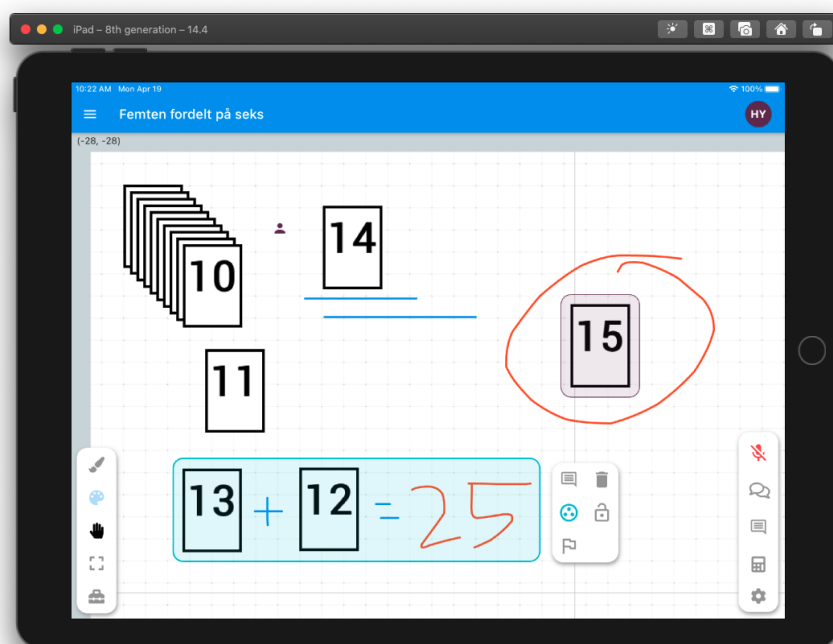 iPad – 8th generation – 14.4
10:22 AM Mon Apr 19 100%
Femten fordelt på seks HY
(-28, -28)
14
10
15
11
13 + 12 = 25